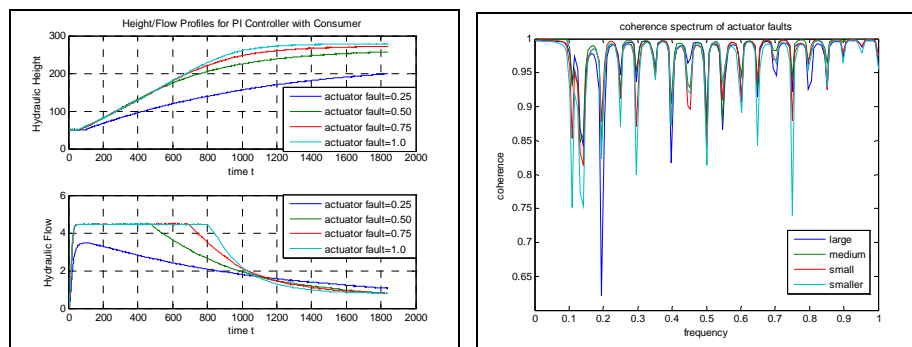 Height/Flow Profiles for PI Controller with Consumer
300
200
100
0
Hydraulic Height
0 200 400 600 800 1000 1200 1400 1600 1800 2000
time t
actuator fault=0.25
actuator fault=0.50
actuator fault=0.75
actuator fault=1.0
6
4
2
0
Hydraulic Flow
0 200 400 600 800 1000 1200 1400 1600 1800 2000
time t
actuator fault=0.25
actuator fault=0.50
actuator fault=0.75
actuator fault=1.0
coherence spectrum of actuator faults
1
0.95
0.9
0.85
0.8
0.75
0.7
0.65
coherence
0 0.1 0.2 0.3 0.4 0.5 0.6 0.7 0.8 0.9 1
frequency
large
medium
small
smaller